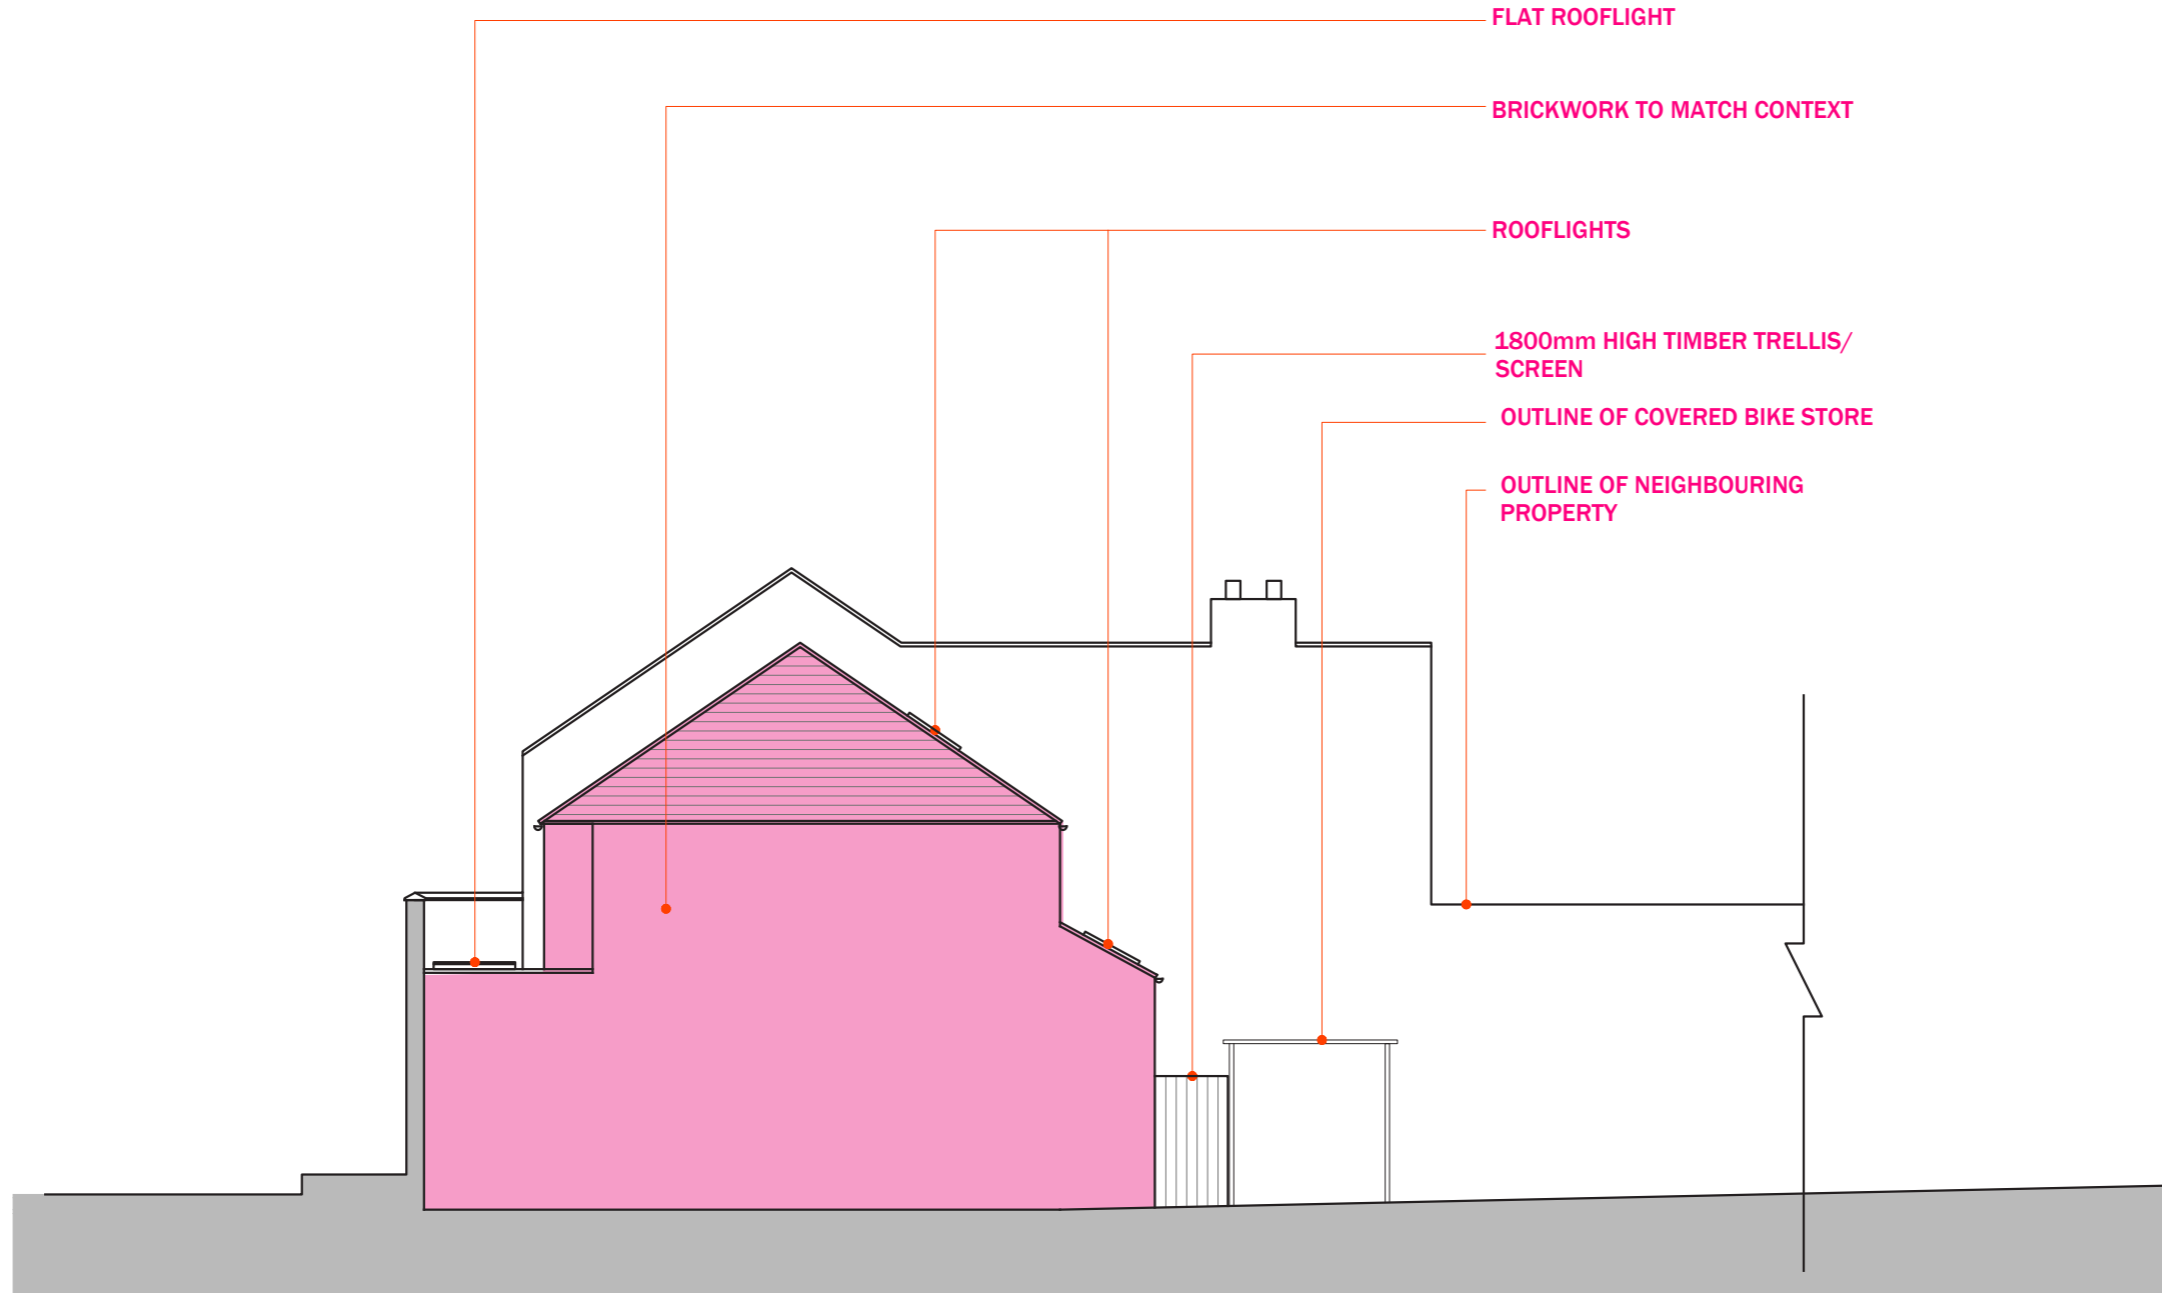 FLAT ROOFLIGHT
BRICKWORK TO MATCH CONTEXT
ROOFLIGHTS
1800mm HIGH TIMBER TRELLIS/
SCREEN
OUTLINE OF COVERED BIKE STORE
OUTLINE OF NEIGHBOURING
PROPERTY